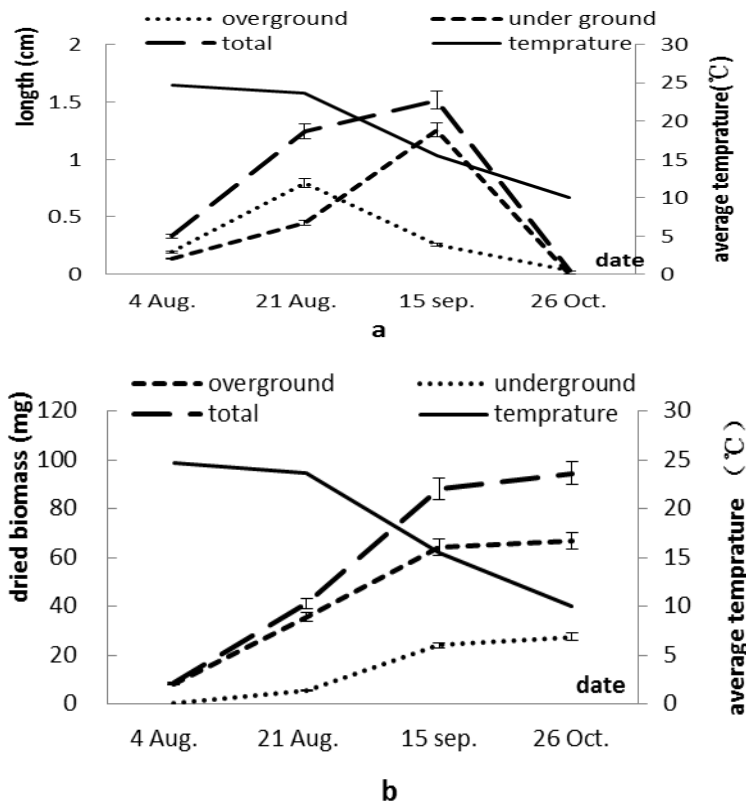 overground under ground
total temprature
length (cm)
2
1.5
1
0.5
0
average temprature(℃)
30
25
20
15
10
5
0
date
4 Aug. 21 Aug. 15 sep. 26 Oct.
a
overground underground
total temprature
dried biomass (mg)
120
100
80
60
40
20
0
average temprature （℃）
30
25
20
15
10
5
0
date
4 Aug. 21 Aug. 15 sep. 26 Oct.
b